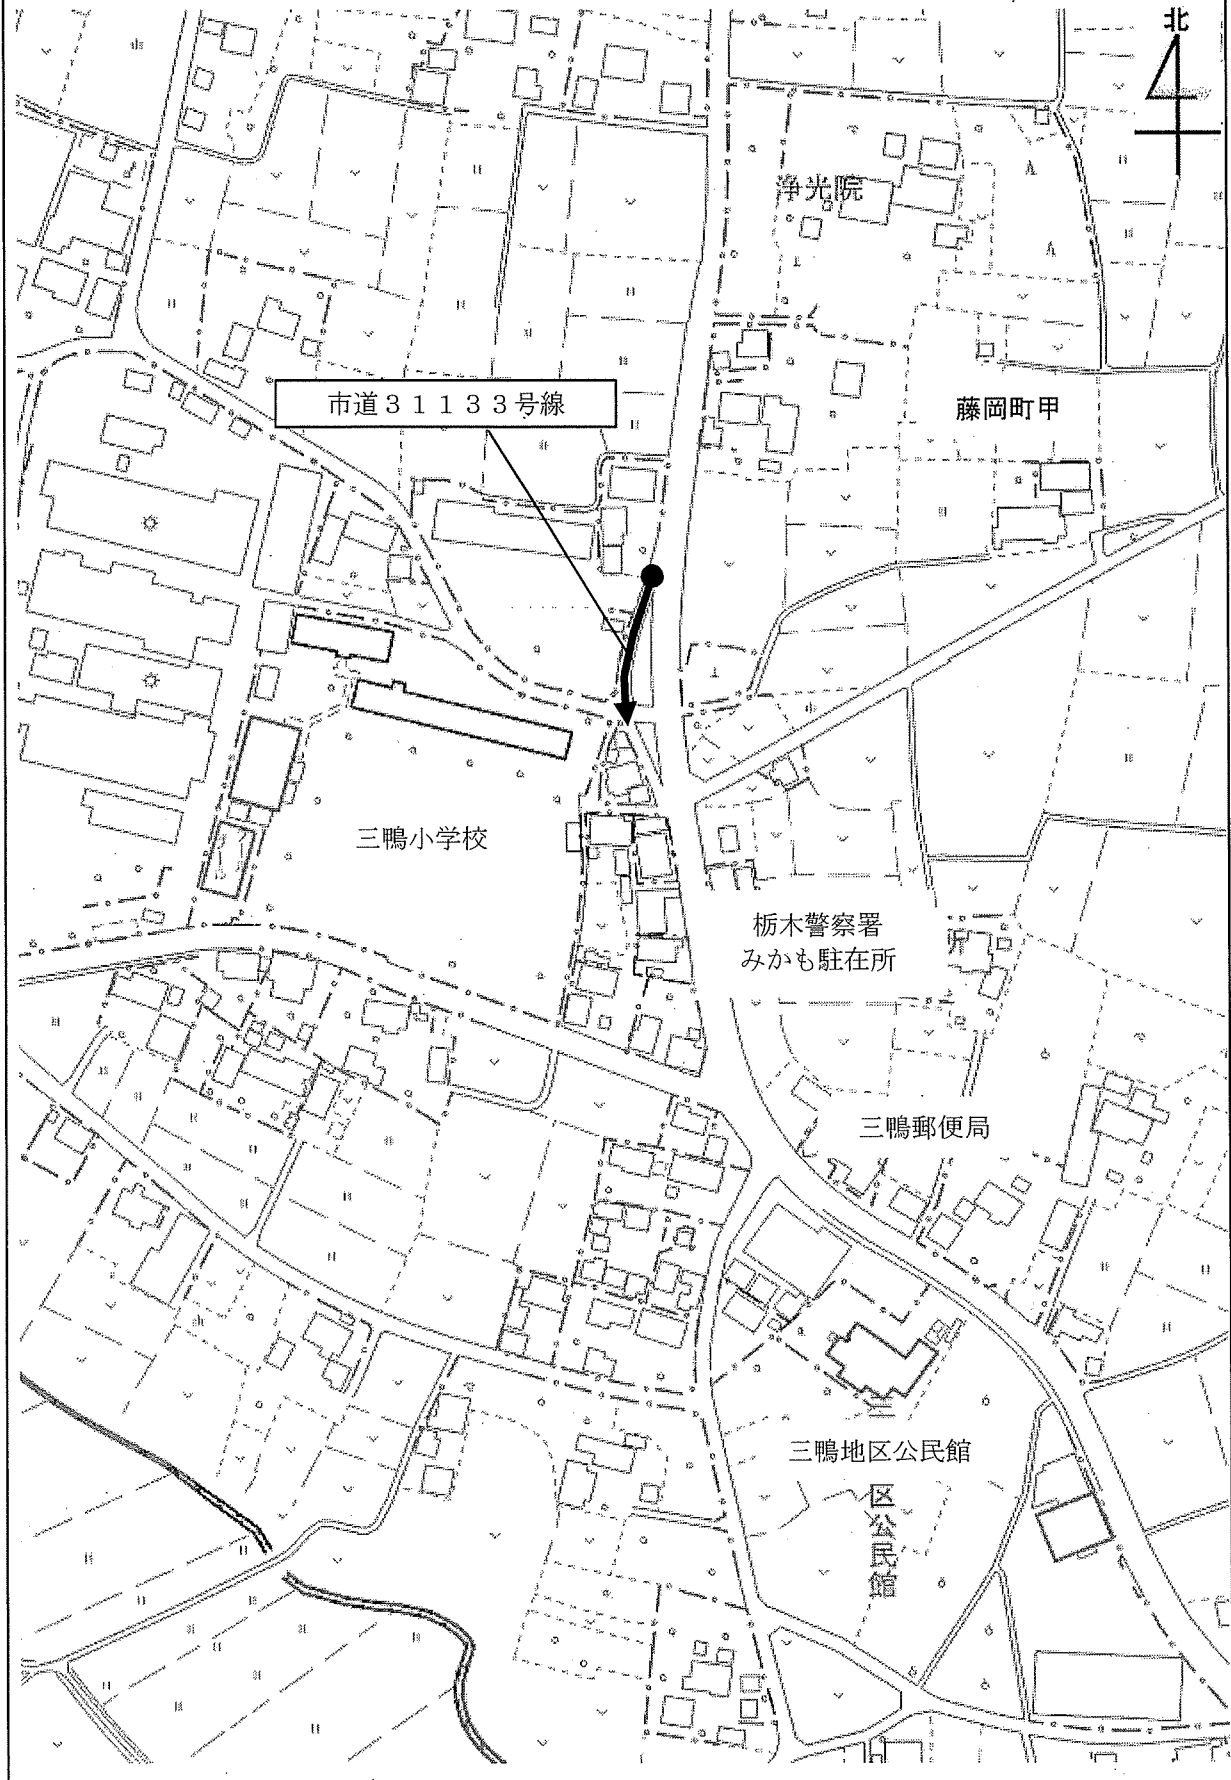 北
浄光院
市道３１１３３号線
藤岡町甲
三鴨小学校
栃木警察署
みかも駐在所
所
三鴨郵便局
三鴨地区公民館
区公民館